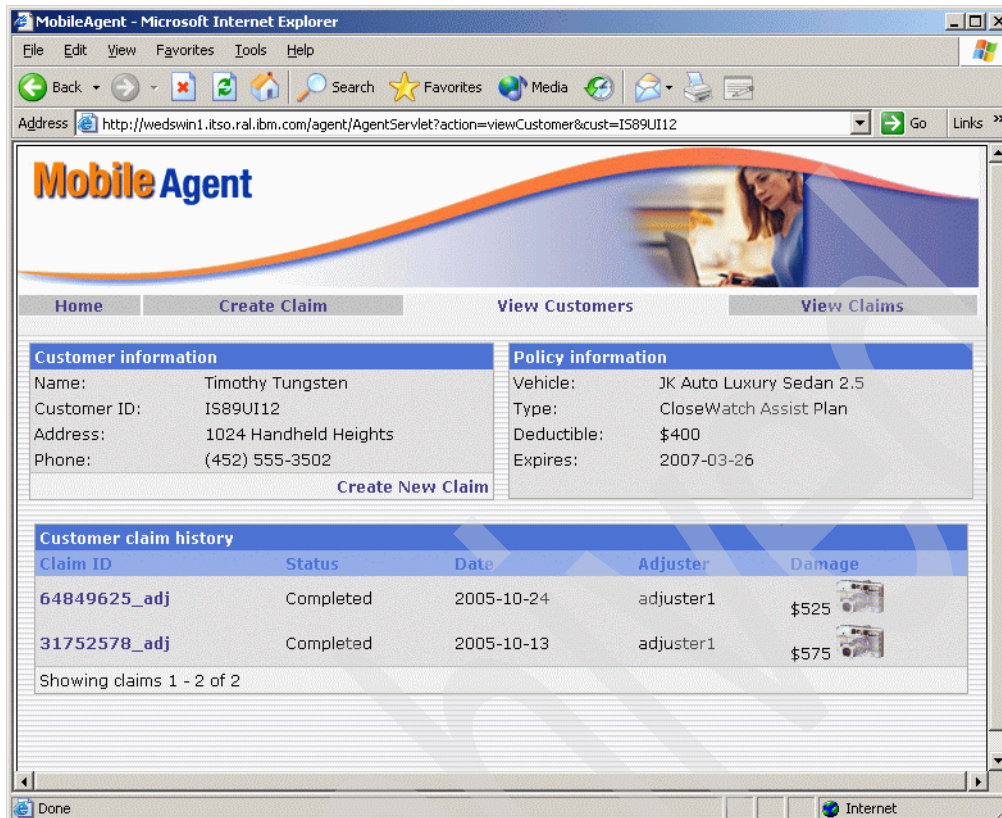 MobileAgent - Microsoft Internet Explorer
File Edit View Favorites Tools Help
Back Search Favorites Media
Address http://wedswin1.itso.ral.ibm.com/agent/AgentServlet?action=viewCustomer&cust=IS89UI12 Go Links »
Mobile Agent
Home Create Claim View Customers View Claims
Customer information
Name: Timothy Tungsten
Customer ID: IS89UI12
Address: 1024 Handheld Heights
Phone: (452) 555-3502
Create New Claim
Policy information
Vehicle: JK Auto Luxury Sedan 2.5
Type: CloseWatch Assist Plan
Deductible: $400
Expires: 2007-03-26
Customer claim history
Claim ID Status Date Adjuster Damage
64849625_adj Completed 2005-10-24 adjuster1 $525
31752578_adj Completed 2005-10-13 adjuster1 $575
Showing claims 1 - 2 of 2
Done Internet